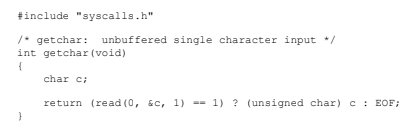 #include "syscalls.h"
/* getchar:  unbuffered single character input */
int getchar(void)
{
    char c;
    return (read(0, &c, 1) == 1) ? (unsigned char) c : EOF;
}